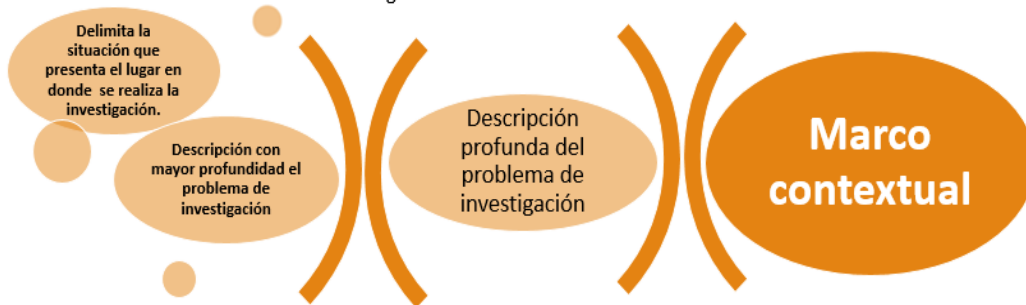 Delimita la
situación que
presenta el lugar en
donde se realiza la
investigación.
Descripción con
mayor profundidad el
problema de
investigación
Descripción
profunda del
problema de
investigación
Marco
contextual